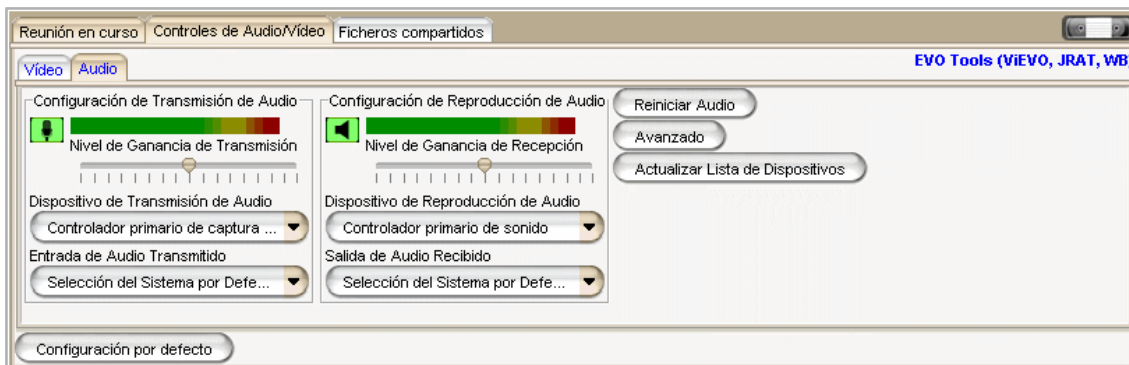 Reunión en curso Controles de Audio/Vídeo Ficheros compartidos
Vídeo Audio EVO Tools (ViEVO, JRAT, WB)
Configuración de Transmisión de Audio Configuración de Reproducción de Audio Reiniciar Audio
Nivel de Ganancia de Transmisión Nivel de Ganancia de Recepción Avanzado
Actualizar Lista de Dispositivos
Dispositivo de Transmisión de Audio Dispositivo de Reproducción de Audio
Controlador primario de captura ... Controlador primario de sonido
Entrada de Audio Transmitido Salida de Audio Recibido
Selección del Sistema por Defe... Selección del Sistema por Defe...
Configuración por defecto